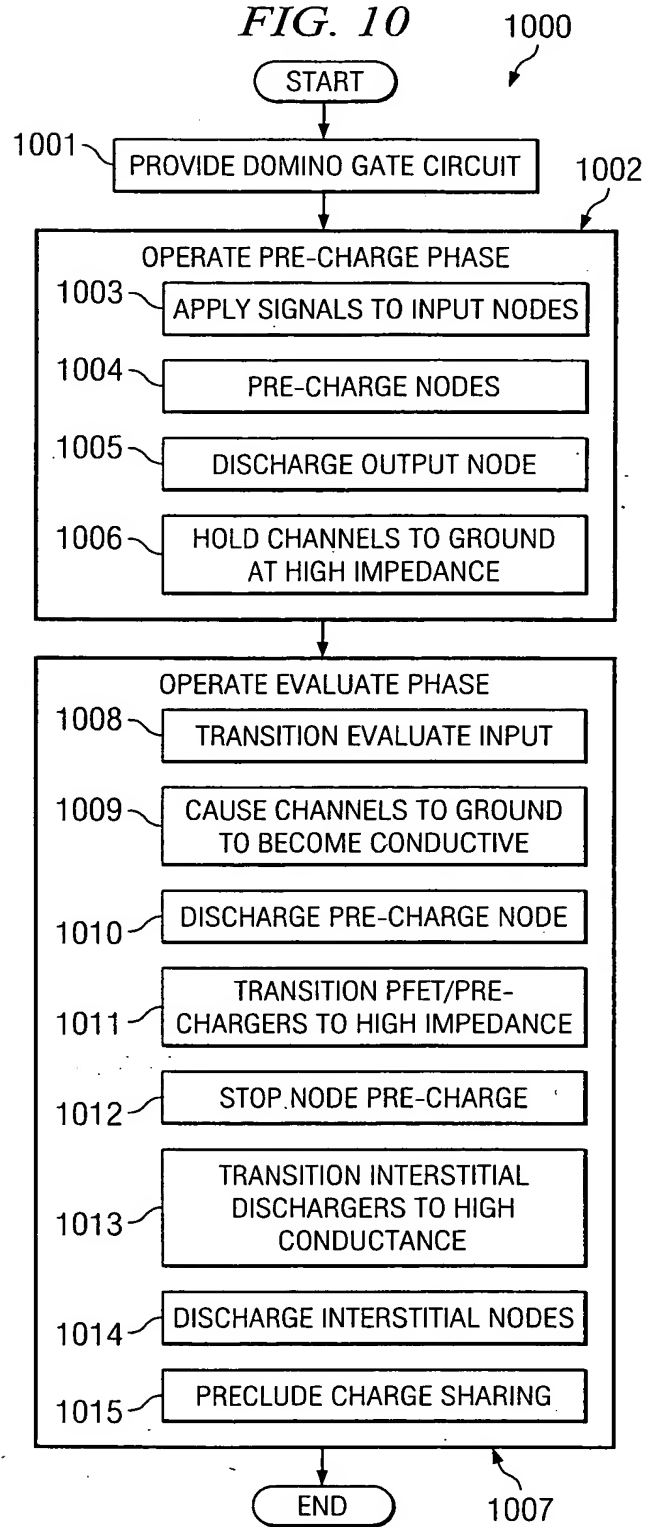 FIG. 10
1000
START
1001
PROVIDE DOMINO GATE CIRCUIT
1002
OPERATE PRE-CHARGE PHASE
1003
APPLY SIGNALS TO INPUT NODES
1004
PRE-CHARGE NODES
1005
DISCHARGE OUTPUT NODE
1006
HOLD CHANNELS TO GROUND
AT HIGH IMPEDANCE
OPERATE EVALUATE PHASE
1008
TRANSITION EVALUATE INPUT
1009
CAUSE CHANNELS TO GROUND
TO BECOME CONDUCTIVE
1010
DISCHARGE PRE-CHARGE NODE
1011
TRANSITION PFET/PRE-
CHARGERS TO HIGH IMPEDANCE
1012
STOP NODE PRE-CHARGE
1013
TRANSITION INTERSTITIAL
DISCHARGERS TO HIGH
CONDUCTANCE
1014
DISCHARGE INTERSTITIAL NODES
1015
PRECLUDE CHARGE SHARING
1007
END